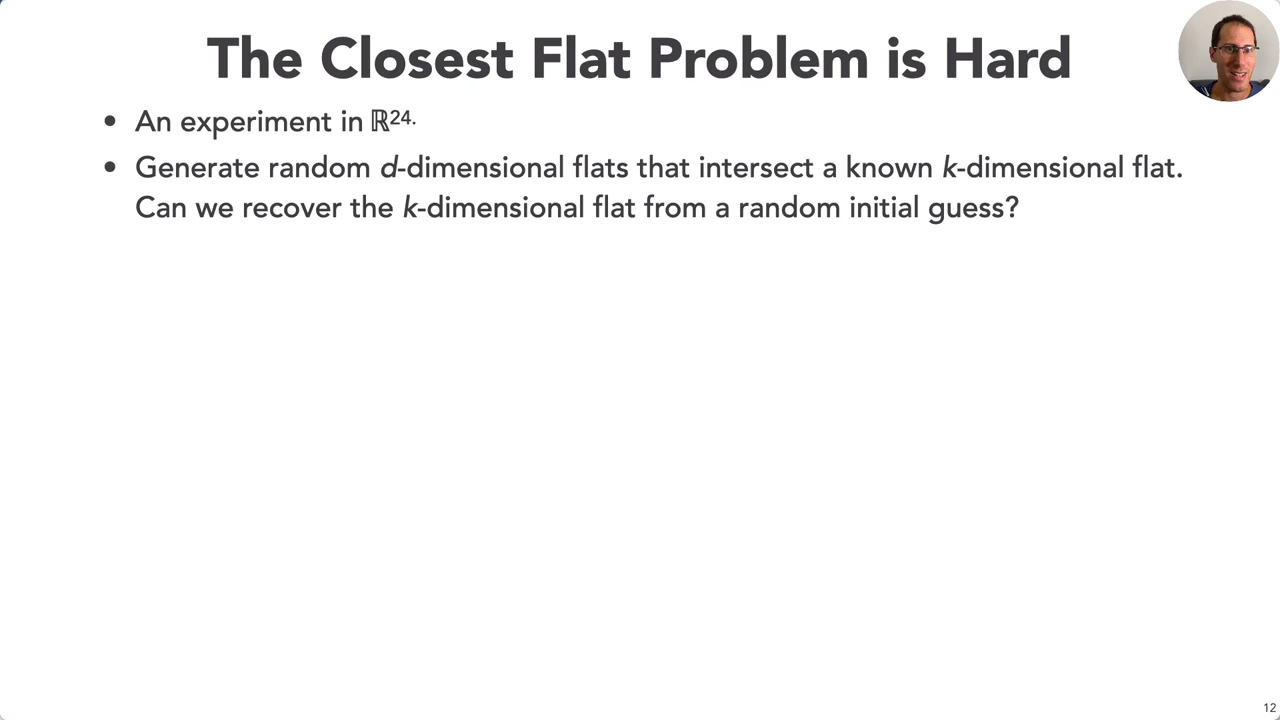 The Closest Flat Problem is Hard
• An experiment in ℝ²⁴.
• Generate random d-dimensional flats that intersect a known k-dimensional flat.
Can we recover the k-dimensional flat from a random initial guess?
12